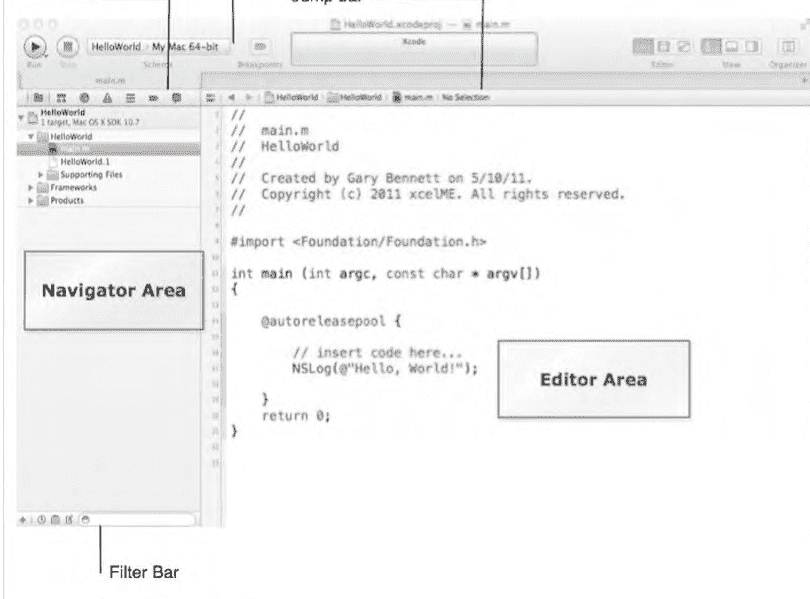 Jump Bar
HelloWorld.xcodeproj — main.m
Xcode
HelloWorld My Mac 64-bit
Run Stop Scheme Breakpoints Editor View Organizer
main.m
HelloWorld HelloWorld main.m No Selection
HelloWorld
1 target, Mac OS X SDK 10.7
HelloWorld
main.m
HelloWorld.1
Supporting Files
Frameworks
Products
//
// main.m
// HelloWorld
//
// Created by Gary Bennett on 5/10/11.
// Copyright (c) 2011 xcelME. All rights reserved.
//
#import <Foundation/Foundation.h>
int main (int argc, const char * argv[])
{
@autoreleasepool {
// insert code here...
NSLog(@"Hello, World!");
}
return 0;
}
Navigator Area
Editor Area
Filter Bar